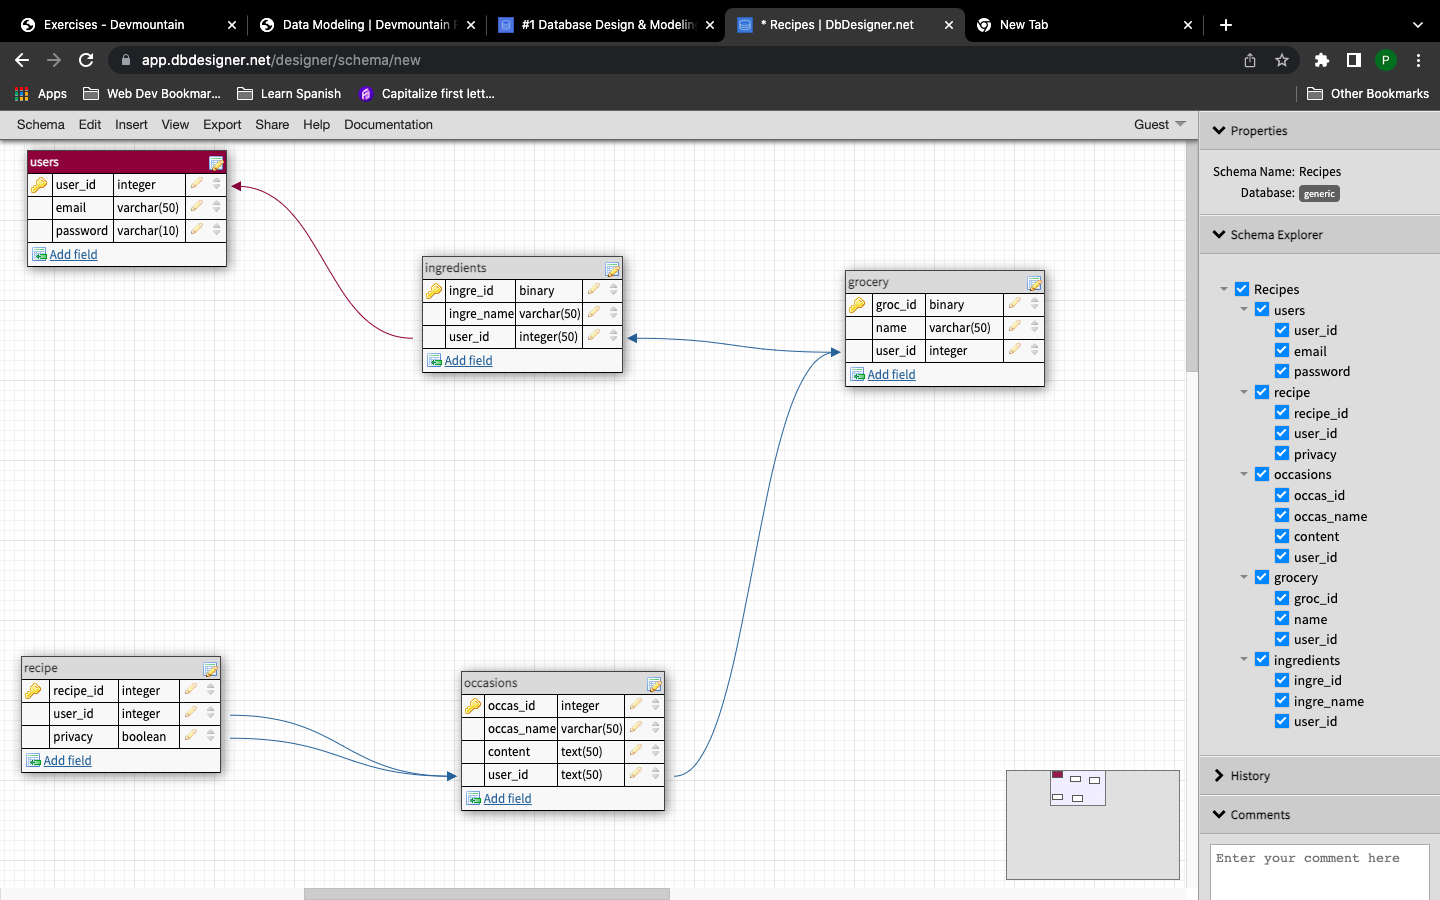 Exercises - Devmountain
Data Modeling | Devmountain F
#1 Database Design & Modelin
* Recipes | DbDesigner.net
New Tab
app.dbdesigner.net/designer/schema/new
P
Apps
Web Dev Bookmar...
Learn Spanish
Capitalize first lett...
Other Bookmarks
Schema Edit Insert View Export Share Help Documentation
Guest
users
user_id integer
email varchar(50)
password varchar(10)
Add field
ingredients
ingre_id binary
ingre_name varchar(50)
user_id integer(50)
Add field
grocery
groc_id binary
name varchar(50)
user_id integer
Add field
recipe
recipe_id integer
user_id integer
privacy boolean
Add field
occasions
occas_id integer
occas_name varchar(50)
content text(50)
user_id text(50)
Add field
Properties
Schema Name: Recipes
Database: generic
Schema Explorer
Recipes
users
user_id
email
password
recipe
recipe_id
user_id
privacy
occasions
occas_id
occas_name
content
user_id
grocery
groc_id
name
user_id
ingredients
ingre_id
ingre_name
user_id
History
Comments
Enter your comment here